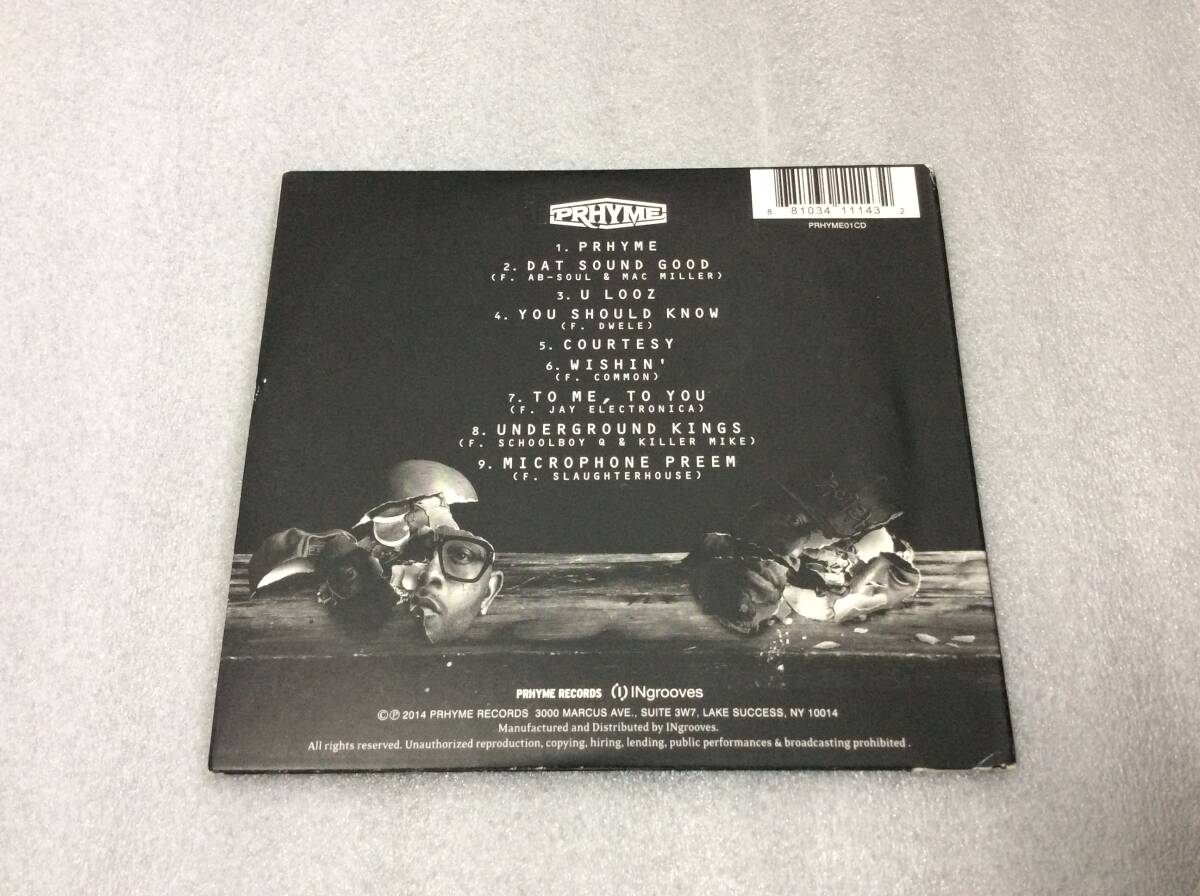 PRHYME
8 81034 11143 2
PRHYME01CD
1. PRHYME
2. DAT SOUND GOOD
(F. AB-SOUL & MAC MILLER)
3. U LOOZ
4. YOU SHOULD KNOW
(F. DWELE)
5. COURTESY
6. WISHIN'
(F. COMMON)
7. TO ME, TO YOU
(F. JAY ELECTRONICA)
8. UNDERGROUND KINGS
(F. SCHOOLBOY Q & KILLER MIKE)
9. MICROPHONE PREEM
(F. SLAUGHTERHOUSE)
PRHYME RECORDS INgrooves
©℗ 2014 PRHYME RECORDS 3000 MARCUS AVE., SUITE 3W7, LAKE SUCCESS, NY 10014
Manufactured and Distributed by INgrooves.
All rights reserved. Unauthorized reproduction, copying, hiring, lending, public performances & broadcasting prohibited .